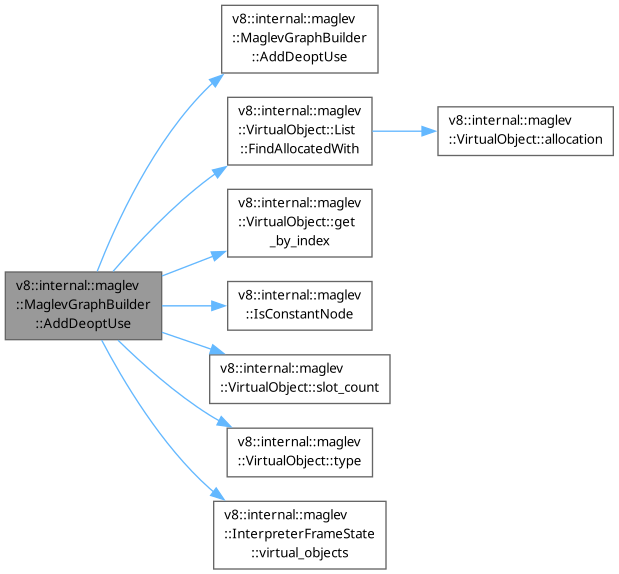 v8::internal::maglev
::MaglevGraphBuilder
::AddDeoptUse
v8::internal::maglev
::MaglevGraphBuilder
::AddDeoptUse
v8::internal::maglev
::VirtualObject::List
::FindAllocatedWith
v8::internal::maglev
::VirtualObject::allocation
v8::internal::maglev
::VirtualObject::get
_by_index
v8::internal::maglev
::IsConstantNode
v8::internal::maglev
::VirtualObject::slot_count
v8::internal::maglev
::VirtualObject::type
v8::internal::maglev
::InterpreterFrameState
::virtual_objects